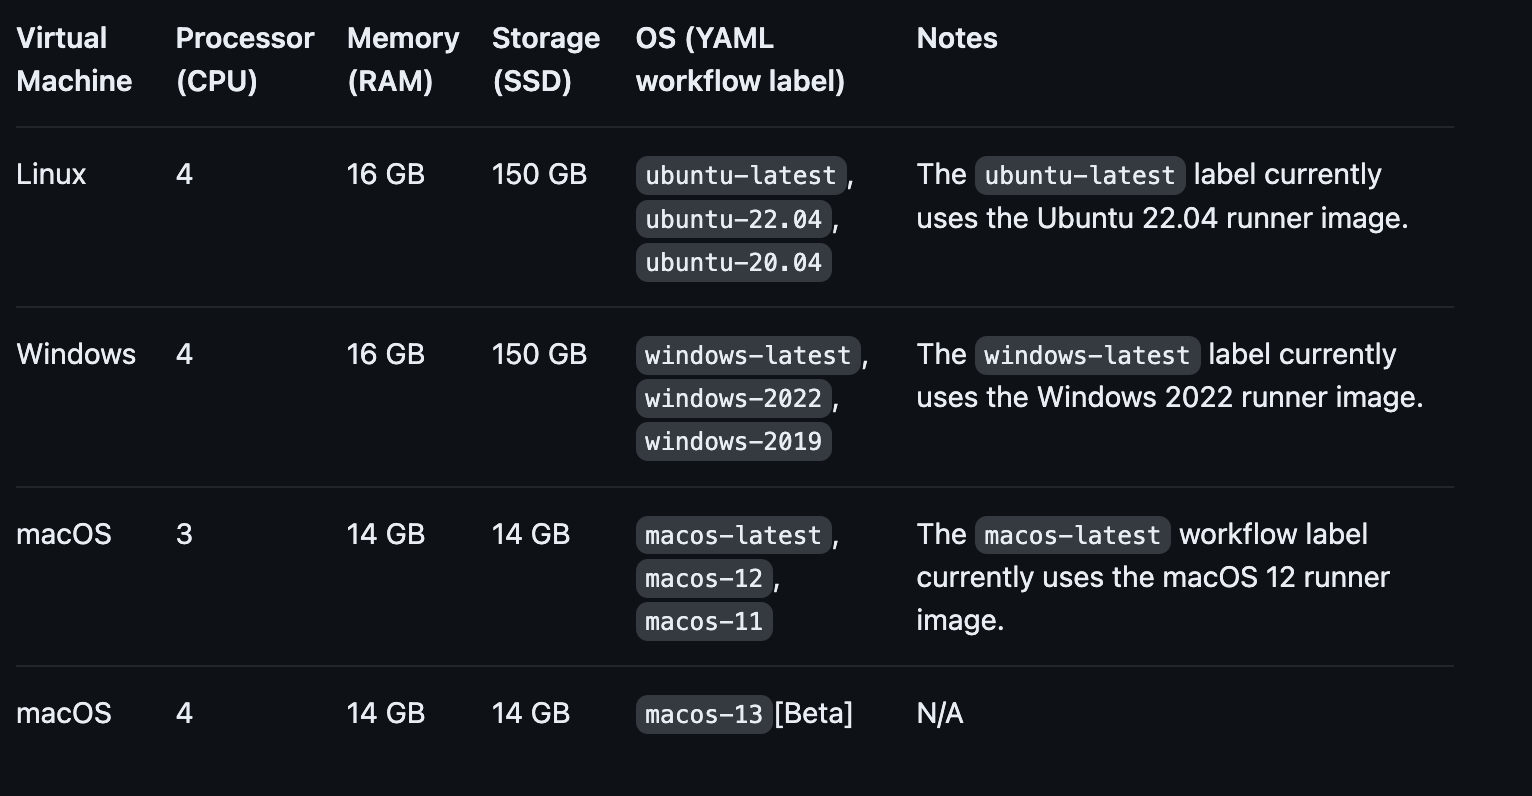 Virtual Machine Processor (CPU) Memory (RAM) Storage (SSD) OS (YAML workflow label) Notes
Linux 4 16 GB 150 GB ubuntu-latest, ubuntu-22.04, ubuntu-20.04 The ubuntu-latest label currently uses the Ubuntu 22.04 runner image.
Windows 4 16 GB 150 GB windows-latest, windows-2022, windows-2019 The windows-latest label currently uses the Windows 2022 runner image.
macOS 3 14 GB 14 GB macos-latest, macos-12, macos-11 The macos-latest workflow label currently uses the macOS 12 runner image.
macOS 4 14 GB 14 GB macos-13[Beta] N/A